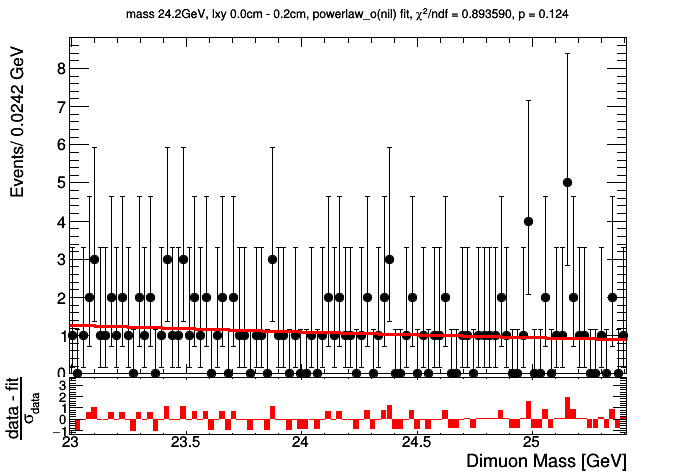 mass 24.2GeV, lxy 0.0cm - 0.2cm, powerlaw_o(nil) fit, χ²/ndf = 0.893590, p = 0.124
Events/ 0.0242 GeV
8
7
6
5
4
3
2
1
0
data - fit
σdata
3
2
1
0
−1
23 23.5 24 24.5 25
Dimuon Mass [GeV]